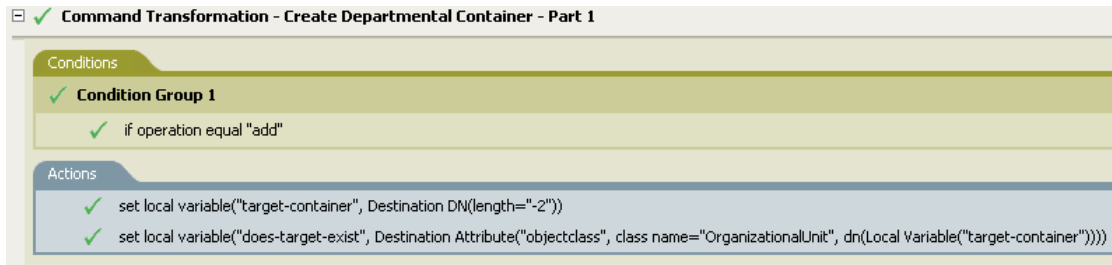 Command Transformation - Create Departmental Container - Part 1
Conditions
Condition Group 1
if operation equal "add"
Actions
set local variable("target-container", Destination DN(length="-2"))
set local variable("does-target-exist", Destination Attribute("objectclass", class name="OrganizationalUnit", dn(Local Variable("target-container"))))